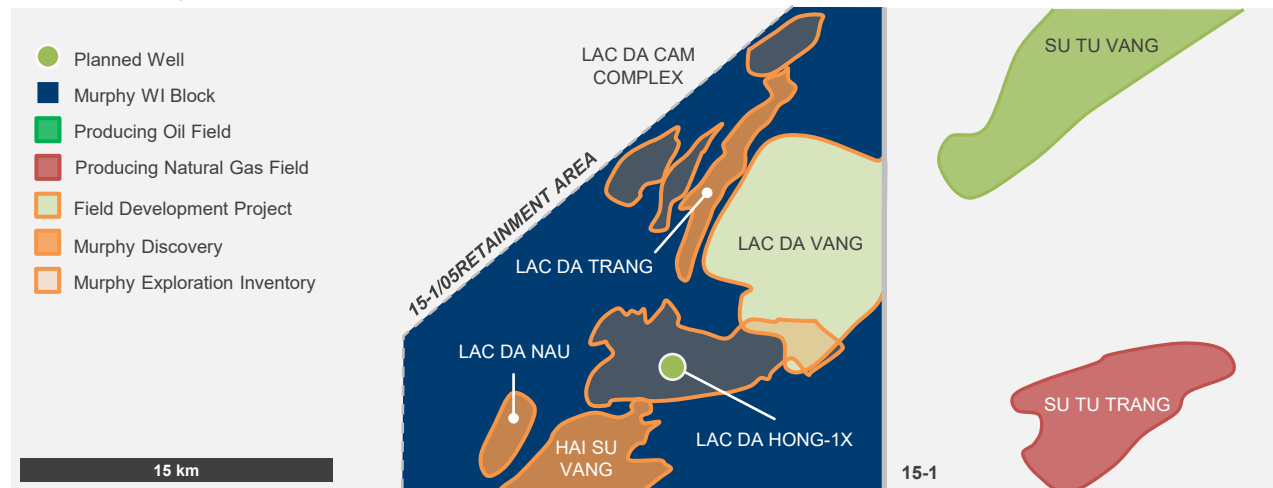 Planned Well
Murphy WI Block
Producing Oil Field
Producing Natural Gas Field
Field Development Project
Murphy Discovery
Murphy Exploration Inventory
15 km
LAC DA CAM
COMPLEX
15-1/05RETAINMENT AREA
LAC DA TRANG
LAC DA VANG
LAC DA NAU
HAI SU
VANG
LAC DA HONG-1X
SU TU VANG
SU TU TRANG
15-1